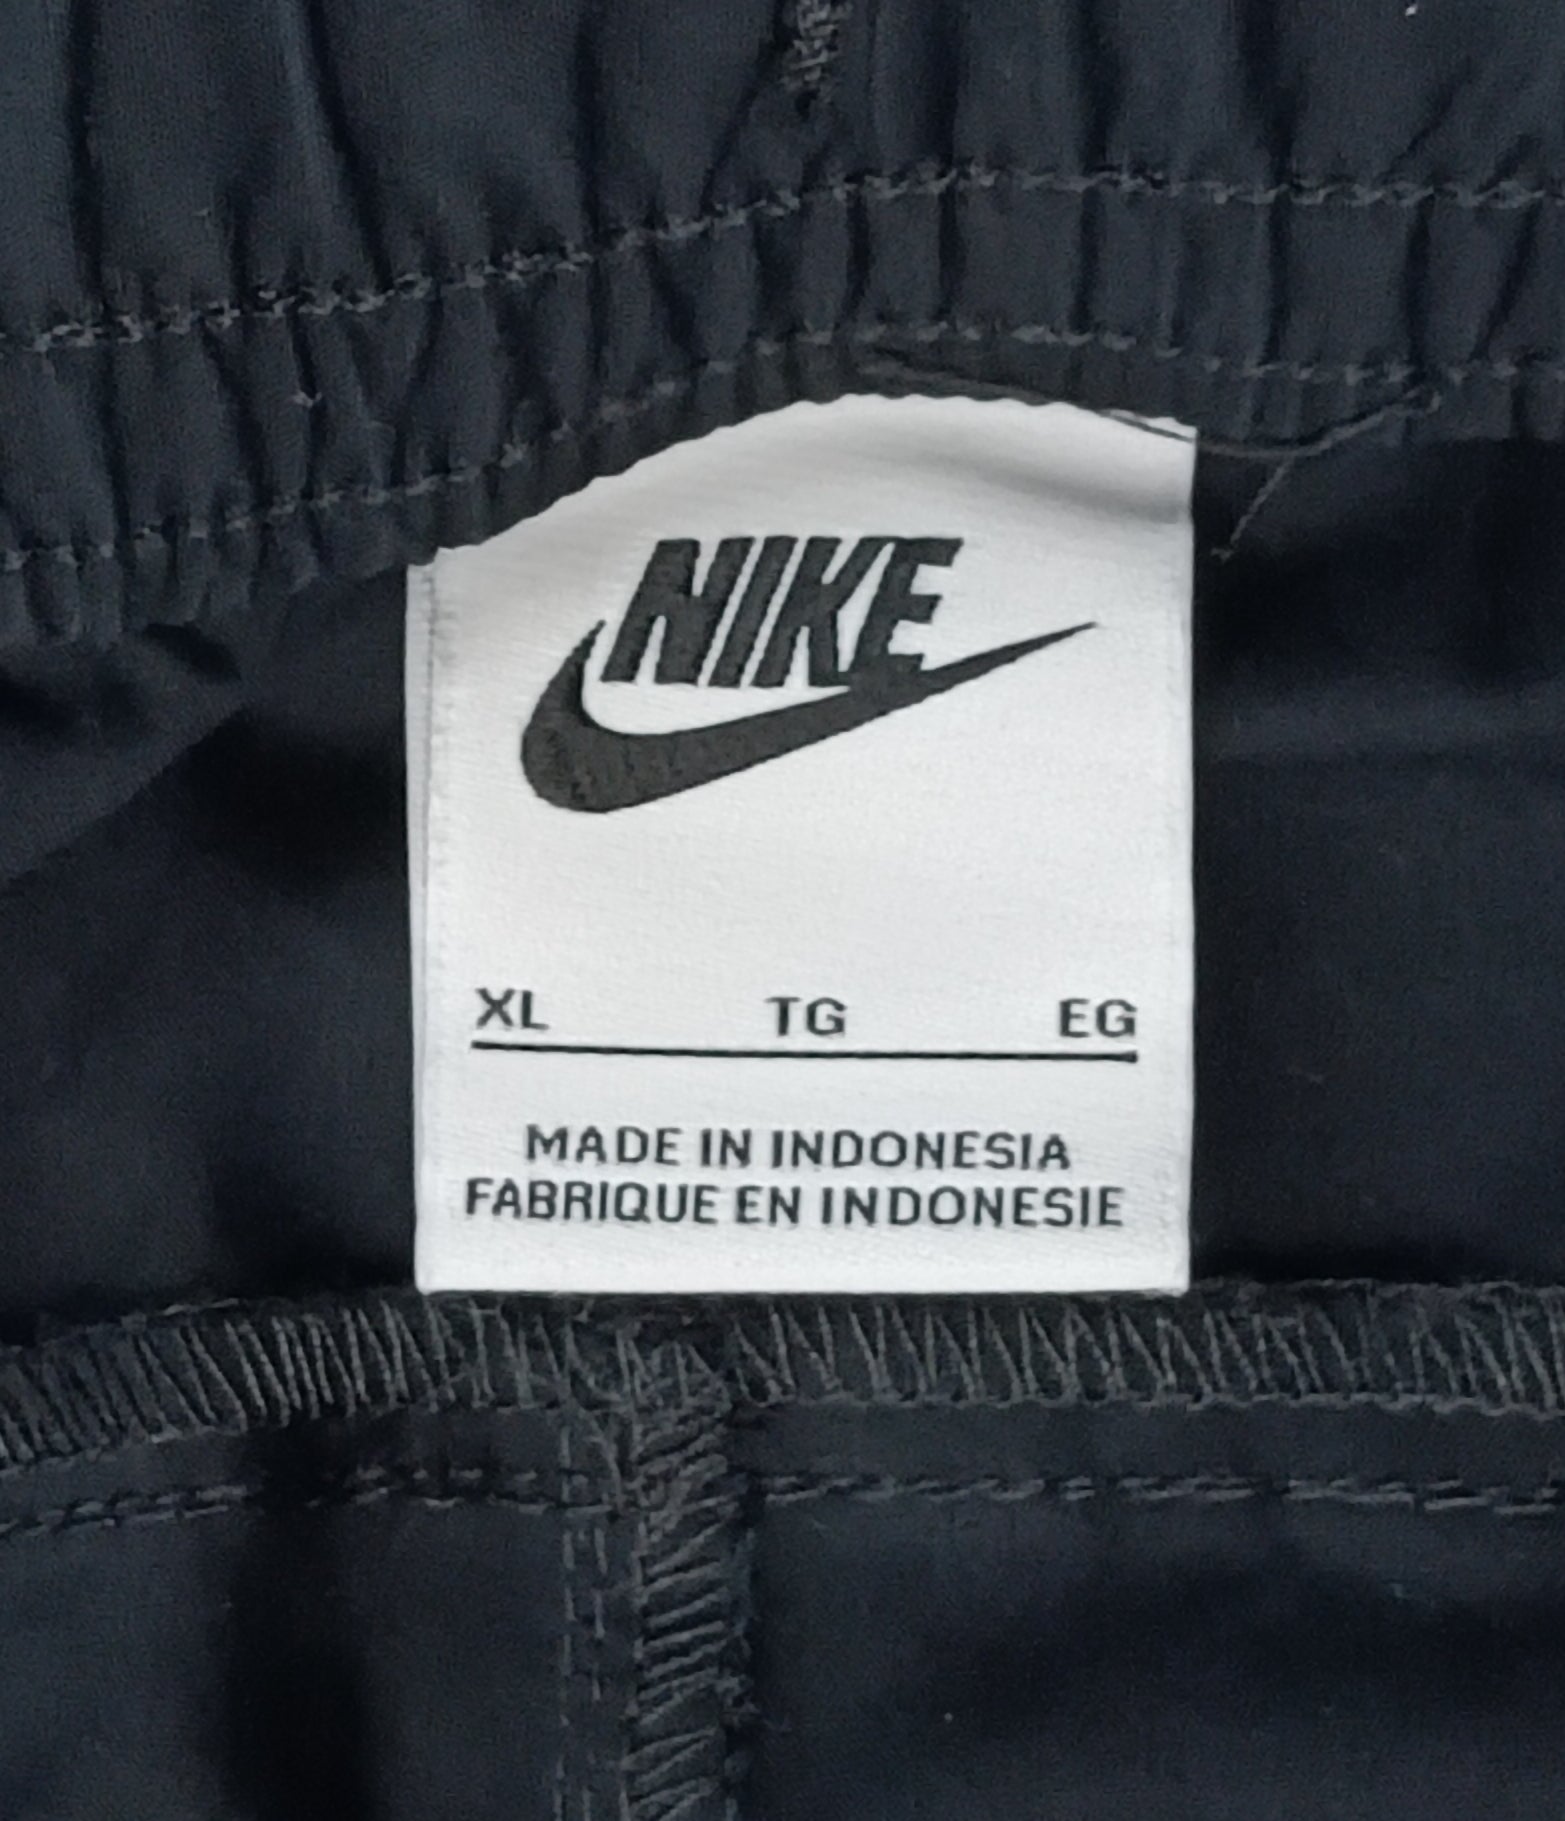 NIKE
XL TG EG
MADE IN INDONESIA
FABRIQUE EN INDONESIE